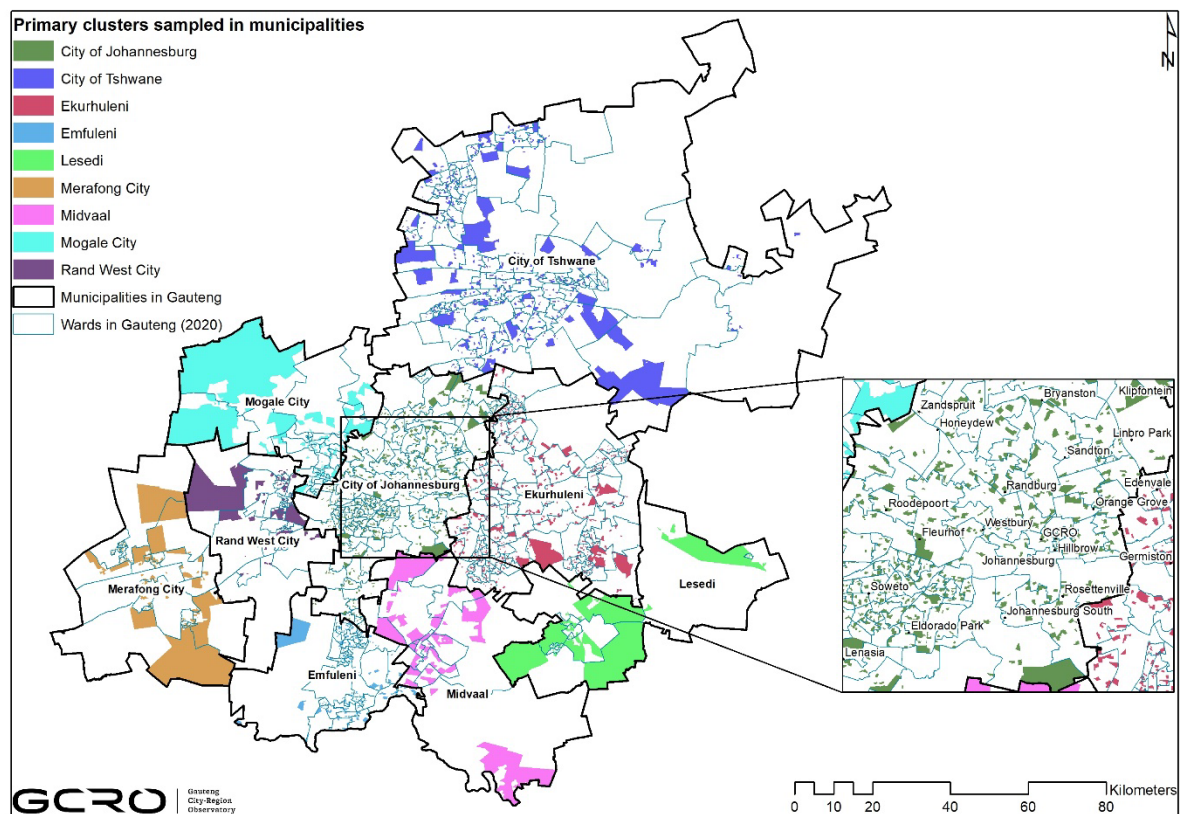 Primary clusters sampled in municipalities
City of Johannesburg
City of Tshwane
Ekurhuleni
Emfuleni
Lesedi
Merafong City
Midvaal
Mogale City
Rand West City
Municipalities in Gauteng
Wards in Gauteng (2020)
N
City of Tshwane
Mogale City
City of Johannesburg
Ekurhuleni
Rand West City
Lesedi
Merafong City
Emfuleni
Midvaal
Zandspruit
Bryanston
Klipfontein
Honeydew
Linbro Park
Sandton
Randburg
Edenvale
Roodepoort
Orange Grove
Westbury
Fleurhof
GCRO
Hillbrow
Germiston
Johannesburg
Soweto
Rosettenville
Johannesburg South
Eldorado Park
Lenasia
GCRO
Gauteng
City-Region
Observatory
Kilometers
0 5 10 20 40 60 80